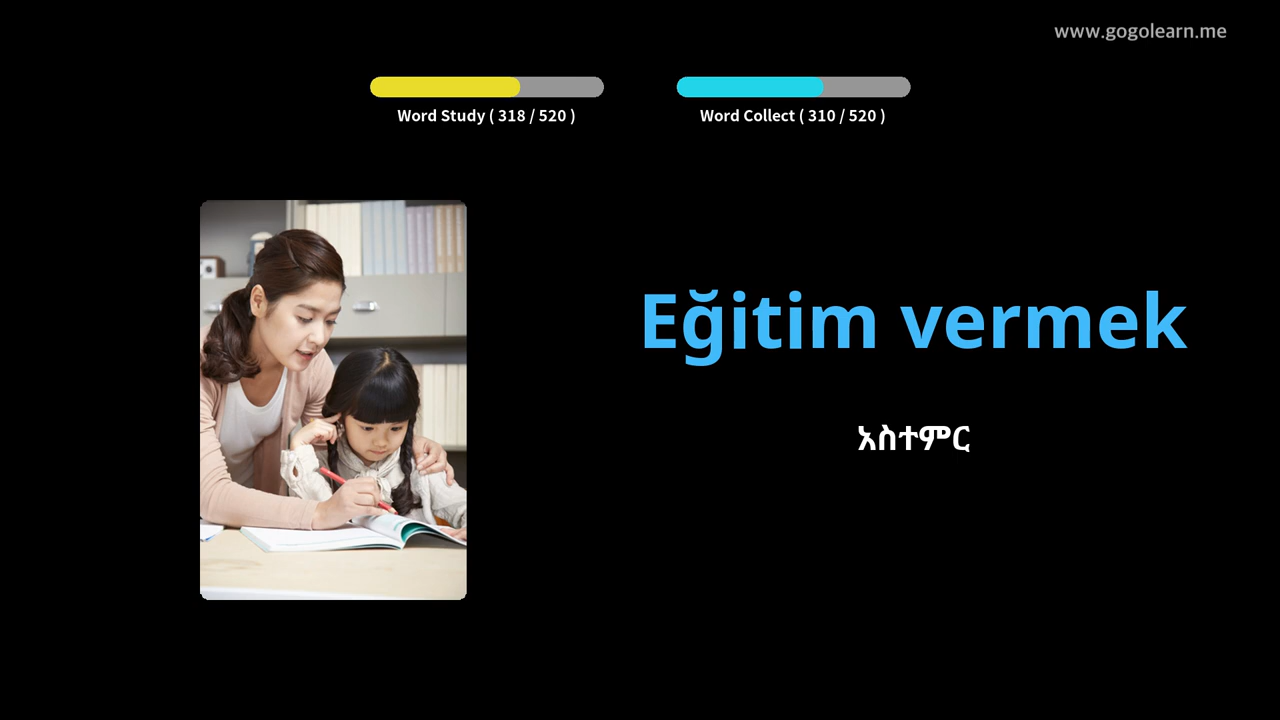 www.gogolearn.me
Word Study ( 318 / 520 )
Word Collect ( 310 / 520 )
Eğitim vermek
አስተምር